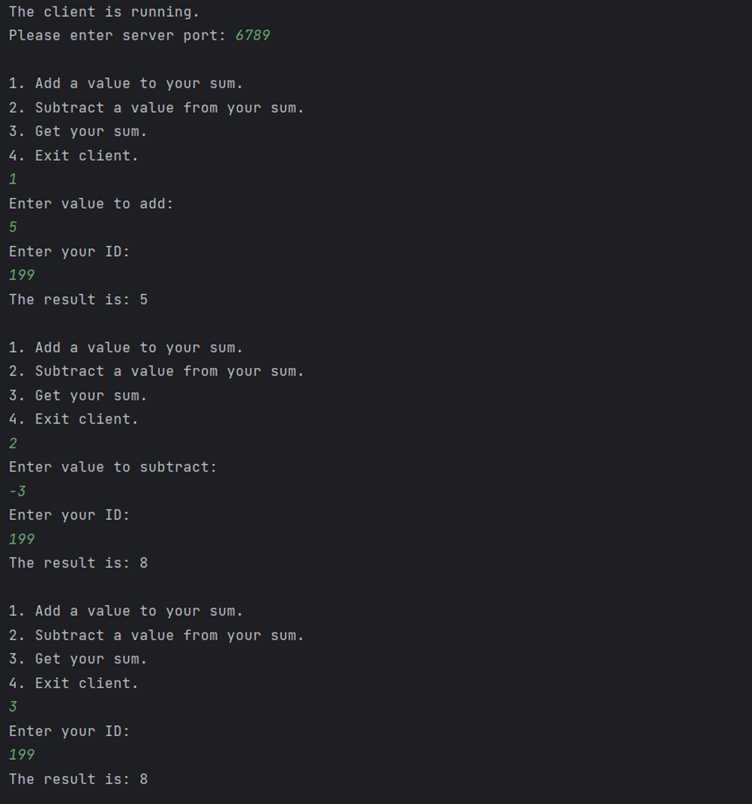 The client is running.
Please enter server port: 6789
1. Add a value to your sum.
2. Subtract a value from your sum.
3. Get your sum.
4. Exit client.
1
Enter value to add:
5
Enter your ID:
199
The result is: 5
1. Add a value to your sum.
2. Subtract a value from your sum.
3. Get your sum.
4. Exit client.
2
Enter value to subtract:
-3
Enter your ID:
199
The result is: 8
1. Add a value to your sum.
2. Subtract a value from your sum.
3. Get your sum.
4. Exit client.
3
Enter your ID:
199
The result is: 8